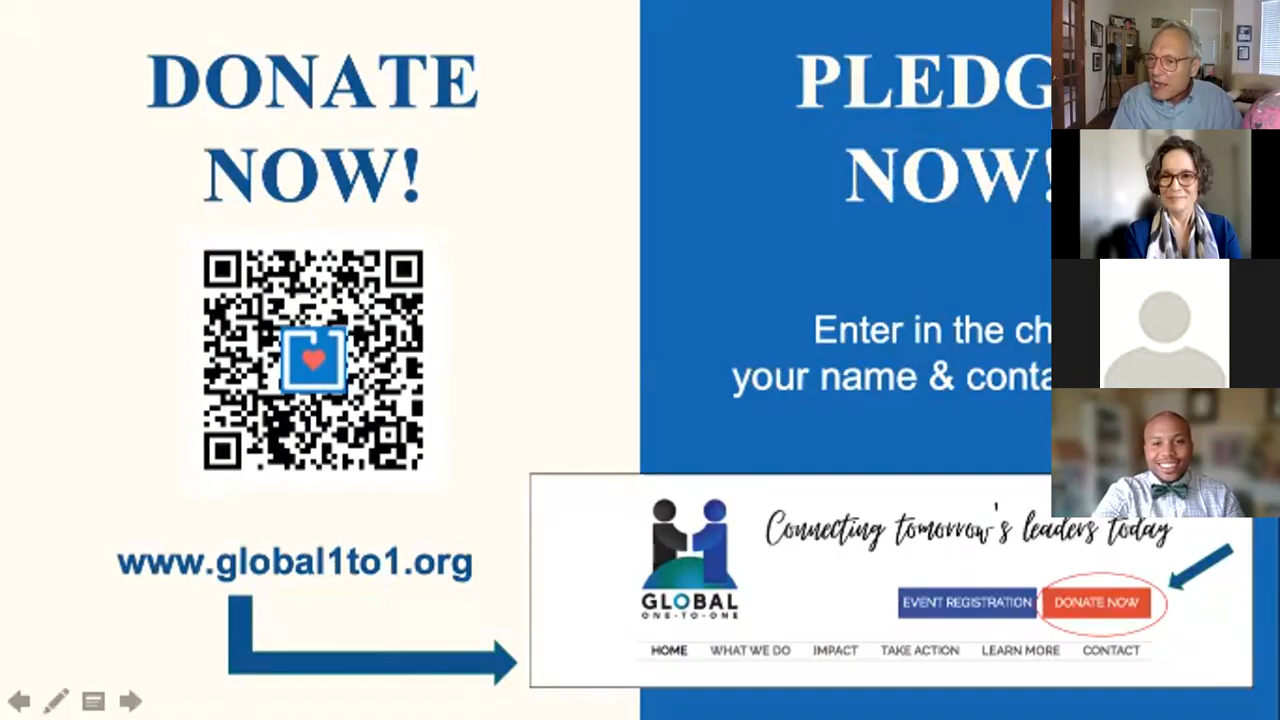 DONATE
NOW!
www.global1to1.org
PLEDG
NOW!
Enter in the ch
your name & conta
Connecting tomorrow's leaders today
GLOBAL
ONE-TO-ONE
EVENT REGISTRATION
DONATE NOW
HOME WHAT WE DO IMPACT TAKE ACTION LEARN MORE CONTACT